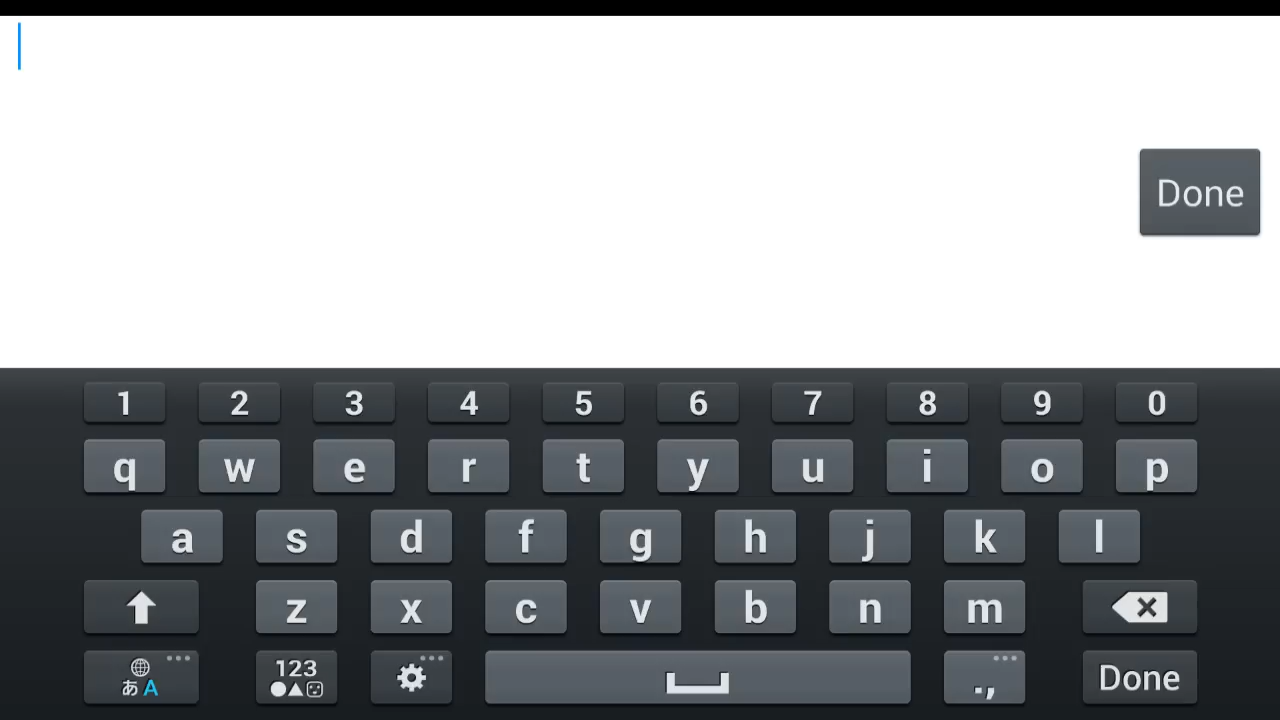 Done
1 2 3 4 5 6 7 8 9 0
q w e r t y u i o p
a s d f g h j k l
z x c v b n m
あA 123 ., Done